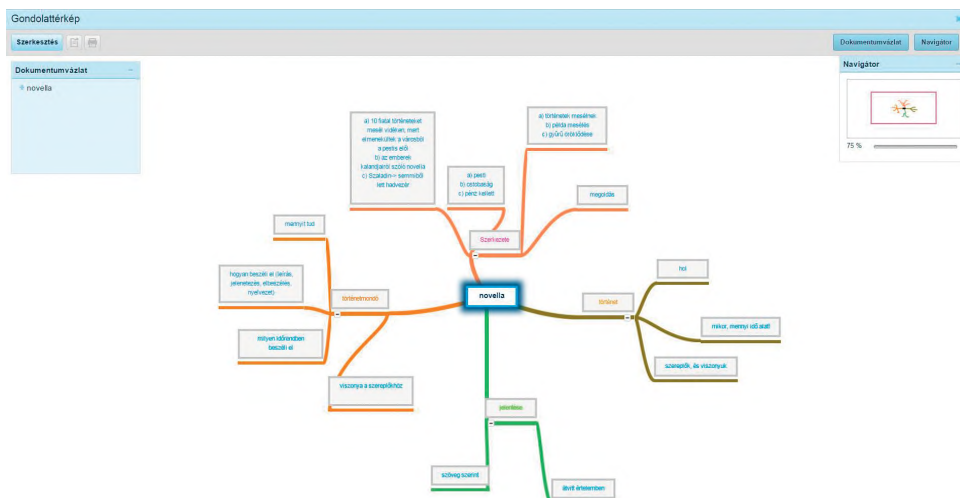 Gondolattérkép
Szerkesztés
Dokumentumvázlat
Navigátor
Dokumentumvázlat
novella
Navigátor
75 %
a) 10 fiatal történeteket
mesél vidéken, mert
elmenekültek a városból
a pestis elől
b) az emberek
kalandjairól szóló novella
c) Szaladin-> semmiből
lett hadvezér
a) pesti
b) ostobaság
c) pénz kellett
a) történetek mesélnek
b) példa mesélés
c) gyűrű öröklődése
megoldás
Szerkezete
mennyit tud
hogyan beszéli el (leírás,
jelenetezés, elbeszélés,
nyelvezet)
történetmondó
milyen időrendben
beszéli el
viszonya a szereplőkhöz
novella
történet
hol
mikor, mennyi idő alatt
szereplők, és viszonyuk
jelentése
szöveg szerint
átvitt értelemben